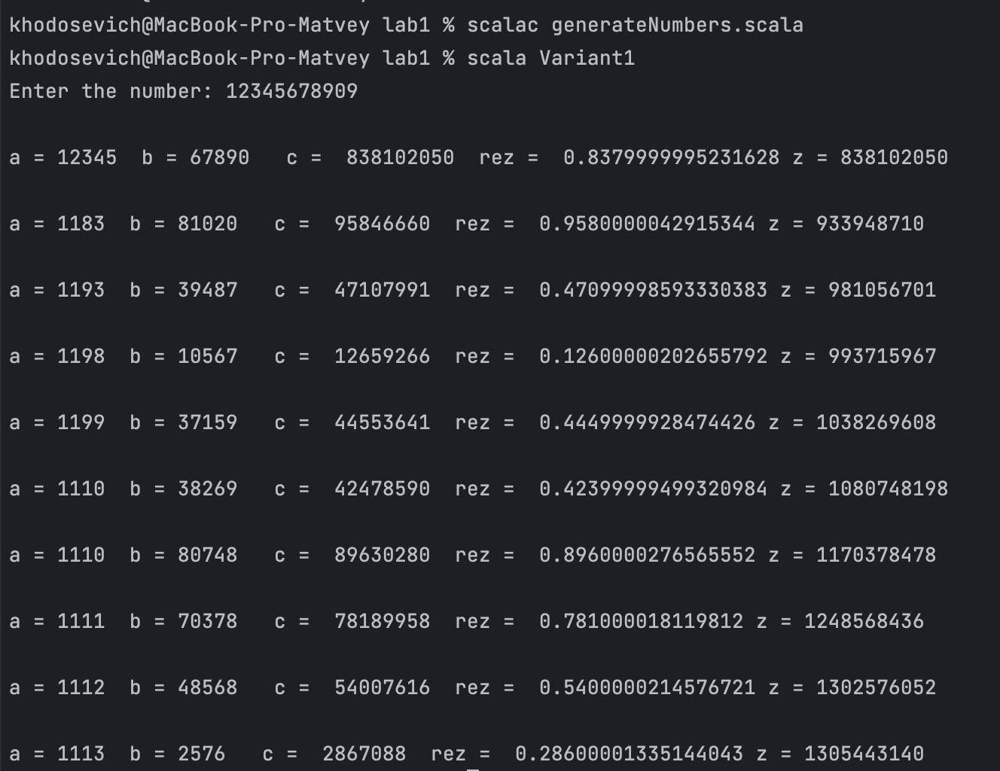 khodosevich@MacBook-Pro-Matvey lab1 % scalac generateNumbers.scala
khodosevich@MacBook-Pro-Matvey lab1 % scala Variant1
Enter the number: 12345678909
a = 12345  b = 67890   c =  838102050  rez =  0.8379999995231628 z = 838102050
a = 1183  b = 81020   c =  95846660  rez =  0.9580000042915344 z = 933948710
a = 1193  b = 39487   c =  47107991  rez =  0.47099998593330383 z = 981056701
a = 1198  b = 10567   c =  12659266  rez =  0.12600000202655792 z = 993715967
a = 1199  b = 37159   c =  44553641  rez =  0.4449999928474426 z = 1038269608
a = 1110  b = 38269   c =  42478590  rez =  0.42399999499320984 z = 1080748198
a = 1110  b = 80748   c =  89630280  rez =  0.8960000276565552 z = 1170378478
a = 1111  b = 70378   c =  78189958  rez =  0.781000018119812 z = 1248568436
a = 1112  b = 48568   c =  54007616  rez =  0.5400000214576721 z = 1302576052
a = 1113  b = 2576   c =  2867088  rez =  0.28600001335144043 z = 1305443140